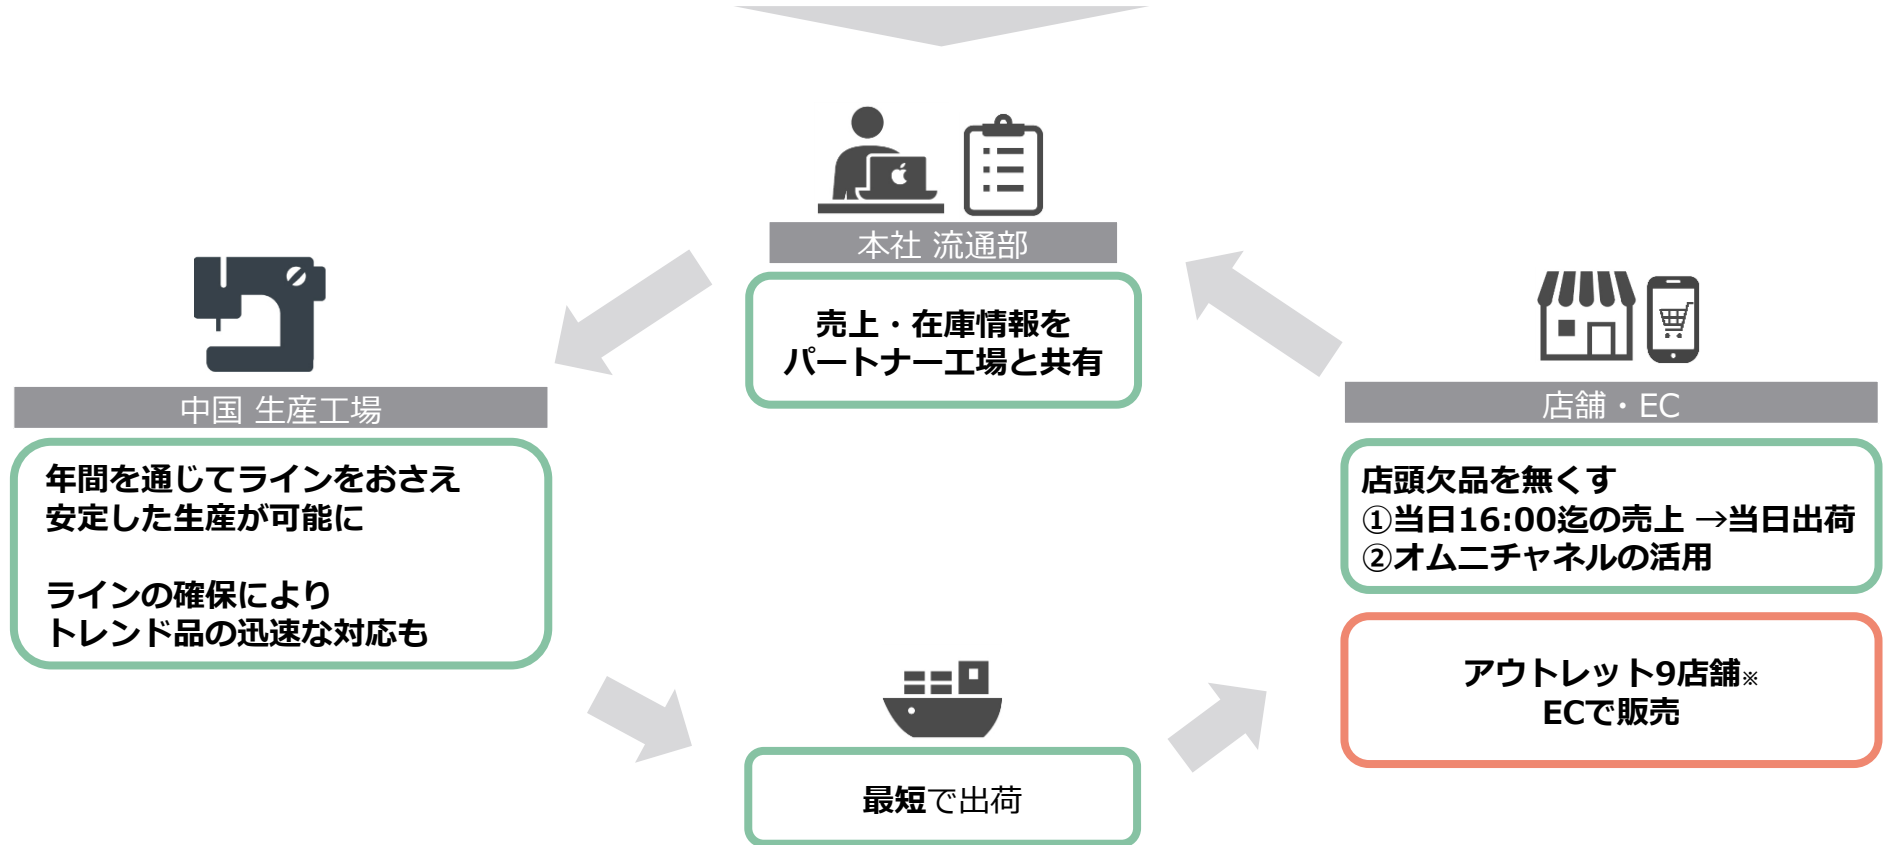 本社 流通部
売上・在庫情報を
パートナー工場と共有
中国 生産工場
年間を通じてラインをおさえ
安定した生産が可能に
ラインの確保により
トレンド品の迅速な対応も
最短で出荷
店舗・EC
店頭欠品を無くす
①当日16:00迄の売上 →当日出荷
②オムニチャネルの活用
アウトレット9店舗※
ECで販売